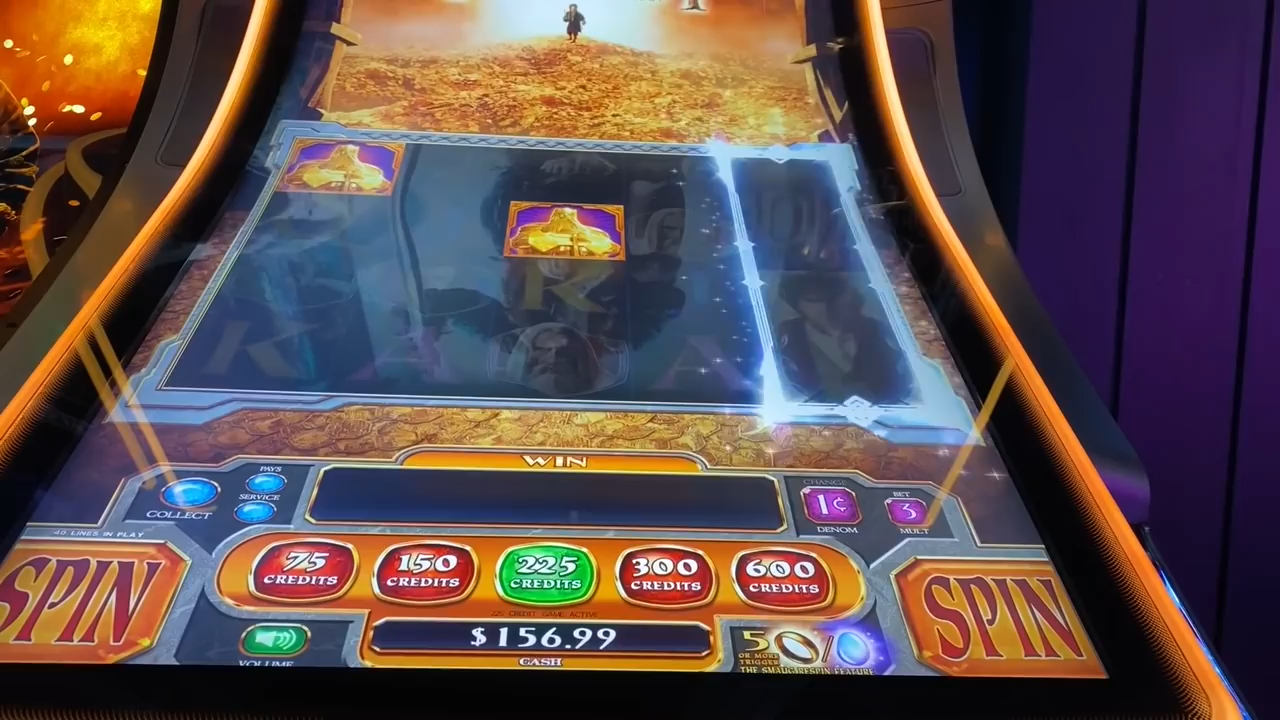 K A R A A
WIN
COLLECT
PAYS
SERVICE
CHANGE
1¢
DENOM
BET
3
MULT
40 LINES IN PLAY
SPIN
75
CREDITS
150
CREDITS
225
CREDITS
300
CREDITS
600
CREDITS
SPIN
225 CREDIT GAME ACTIVE
VOLUME
$156.99
CASH
5
OR MORE
TRIGGER
THE SMAUG RESPIN FEATURE